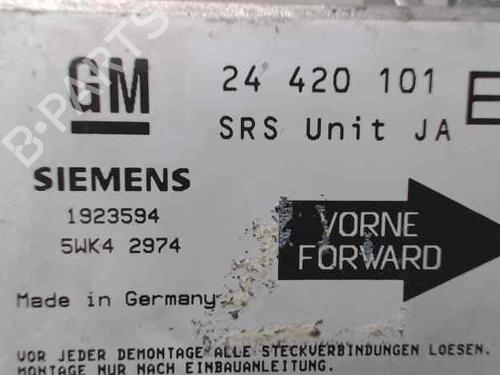 B-PARTS
GM
24 420 101
E
SRS Unit JA
SIEMENS
1923594
5WK4 2974
VORNE
FORWARD
Made in Germany
VOR JEDER DEMONTAGE ALLE STECKVERBINDUNGEN LOESEN.
MONTAGE NUR NACH EINBAUANLEITUNG.